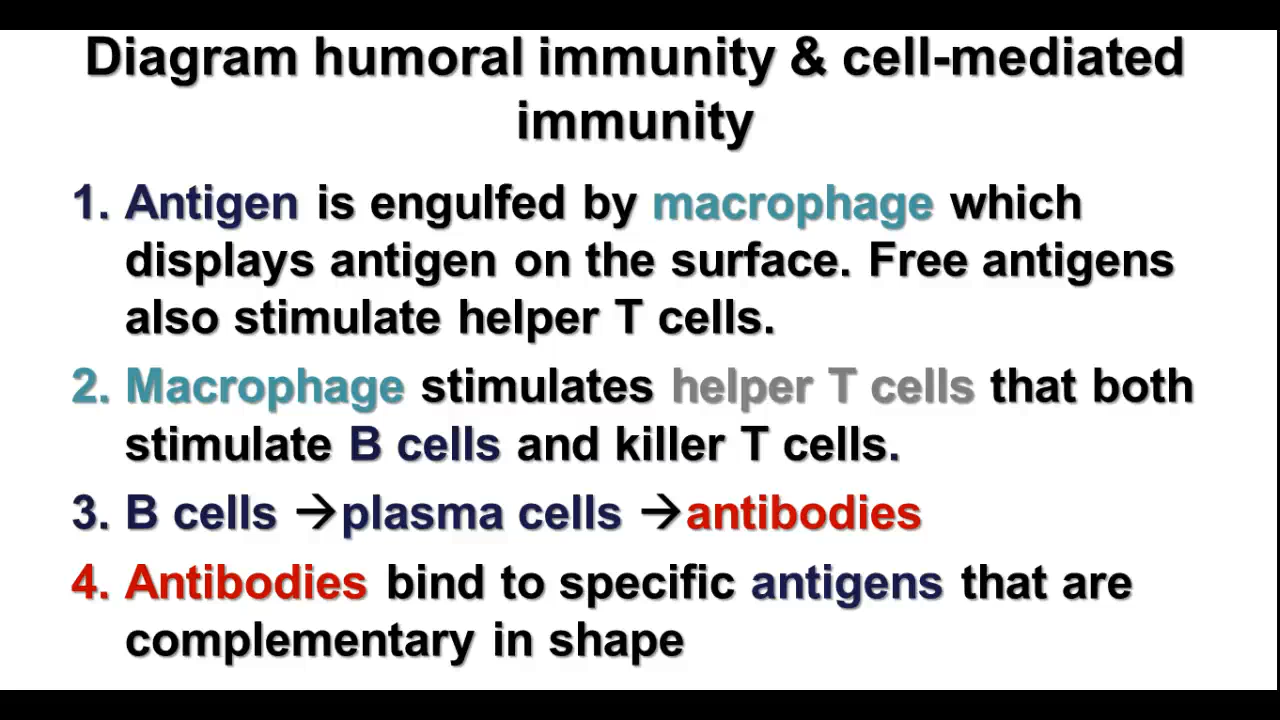 Diagram humoral immunity & cell-mediated
immunity
1. Antigen is engulfed by macrophage which
displays antigen on the surface. Free antigens
also stimulate helper T cells.
2. Macrophage stimulates helper T cells that both
stimulate B cells and killer T cells.
3. B cells →plasma cells →antibodies
4. Antibodies bind to specific antigens that are
complementary in shape